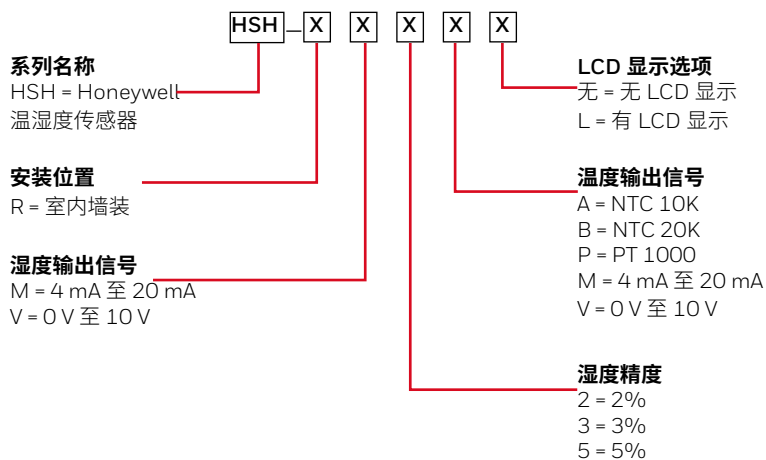 HSH – X X X X X
系列名称
HSH = Honeywell
温湿度传感器
安装位置
R = 室内墙装
湿度输出信号
M = 4 mA 至 20 mA
V = 0 V 至 10 V
LCD 显示选项
无 = 无 LCD 显示
L = 有 LCD 显示
温度输出信号
A = NTC 10K
B = NTC 20K
P = PT 1000
M = 4 mA 至 20 mA
V = 0 V 至 10 V
湿度精度
2 = 2%
3 = 3%
5 = 5%